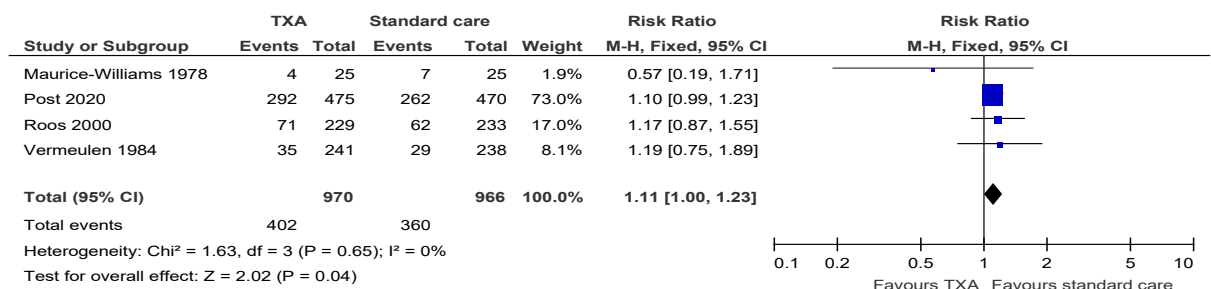 TXA Standard care Risk Ratio Risk Ratio
Study or Subgroup Events Total Events Total Weight M-H, Fixed, 95% CI M-H, Fixed, 95% CI
Maurice-Williams 1978 4 25 7 25 1.9% 0.57 [0.19, 1.71]
Post 2020 292 475 262 470 73.0% 1.10 [0.99, 1.23]
Roos 2000 71 229 62 233 17.0% 1.17 [0.87, 1.55]
Vermeulen 1984 35 241 29 238 8.1% 1.19 [0.75, 1.89]
Total (95% CI) 970 966 100.0% 1.11 [1.00, 1.23]
Total events 402 360
Heterogeneity: Chi² = 1.63, df = 3 (P = 0.65); I² = 0%
Test for overall effect: Z = 2.02 (P = 0.04)
0.1 0.2 0.5 1 2 5 10
Favours TXA Favours standard care